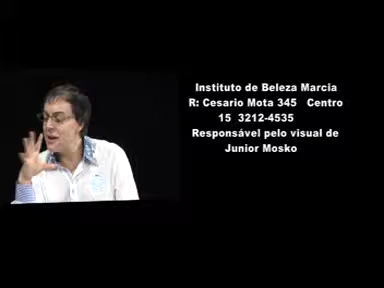 Instituto de Beleza Marcia
R: Cesario Mota 345 Centro
15 3212-4535
Responsável pelo visual de
Junior Mosko